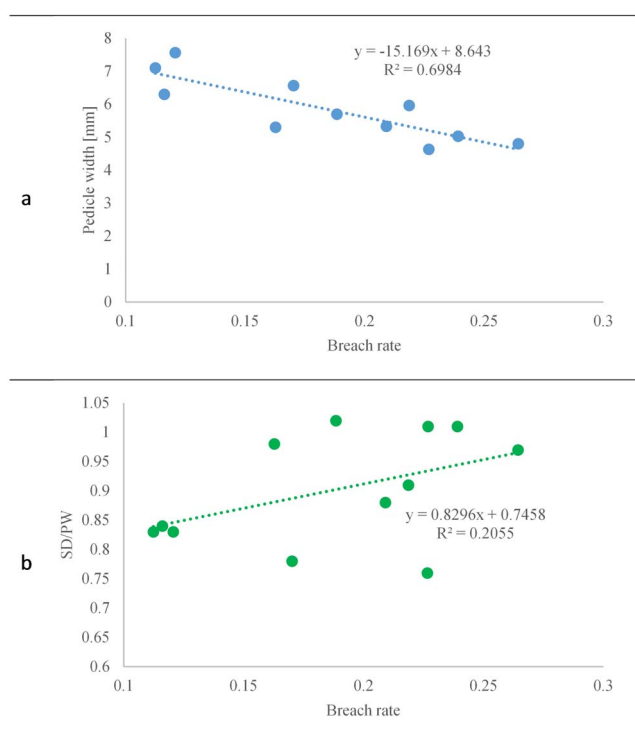 a
Pedicle width [mm]
8
7
6
5
4
3
2
1
0
y = -15.169x + 8.643
R² = 0.6984
0.1 0.15 0.2 0.25 0.3
Breach rate
b
SD/PW
1.05
1
0.95
0.9
0.85
0.8
0.75
0.7
0.65
0.6
y = 0.8296x + 0.7458
R² = 0.2055
0.1 0.15 0.2 0.25 0.3
Breach rate